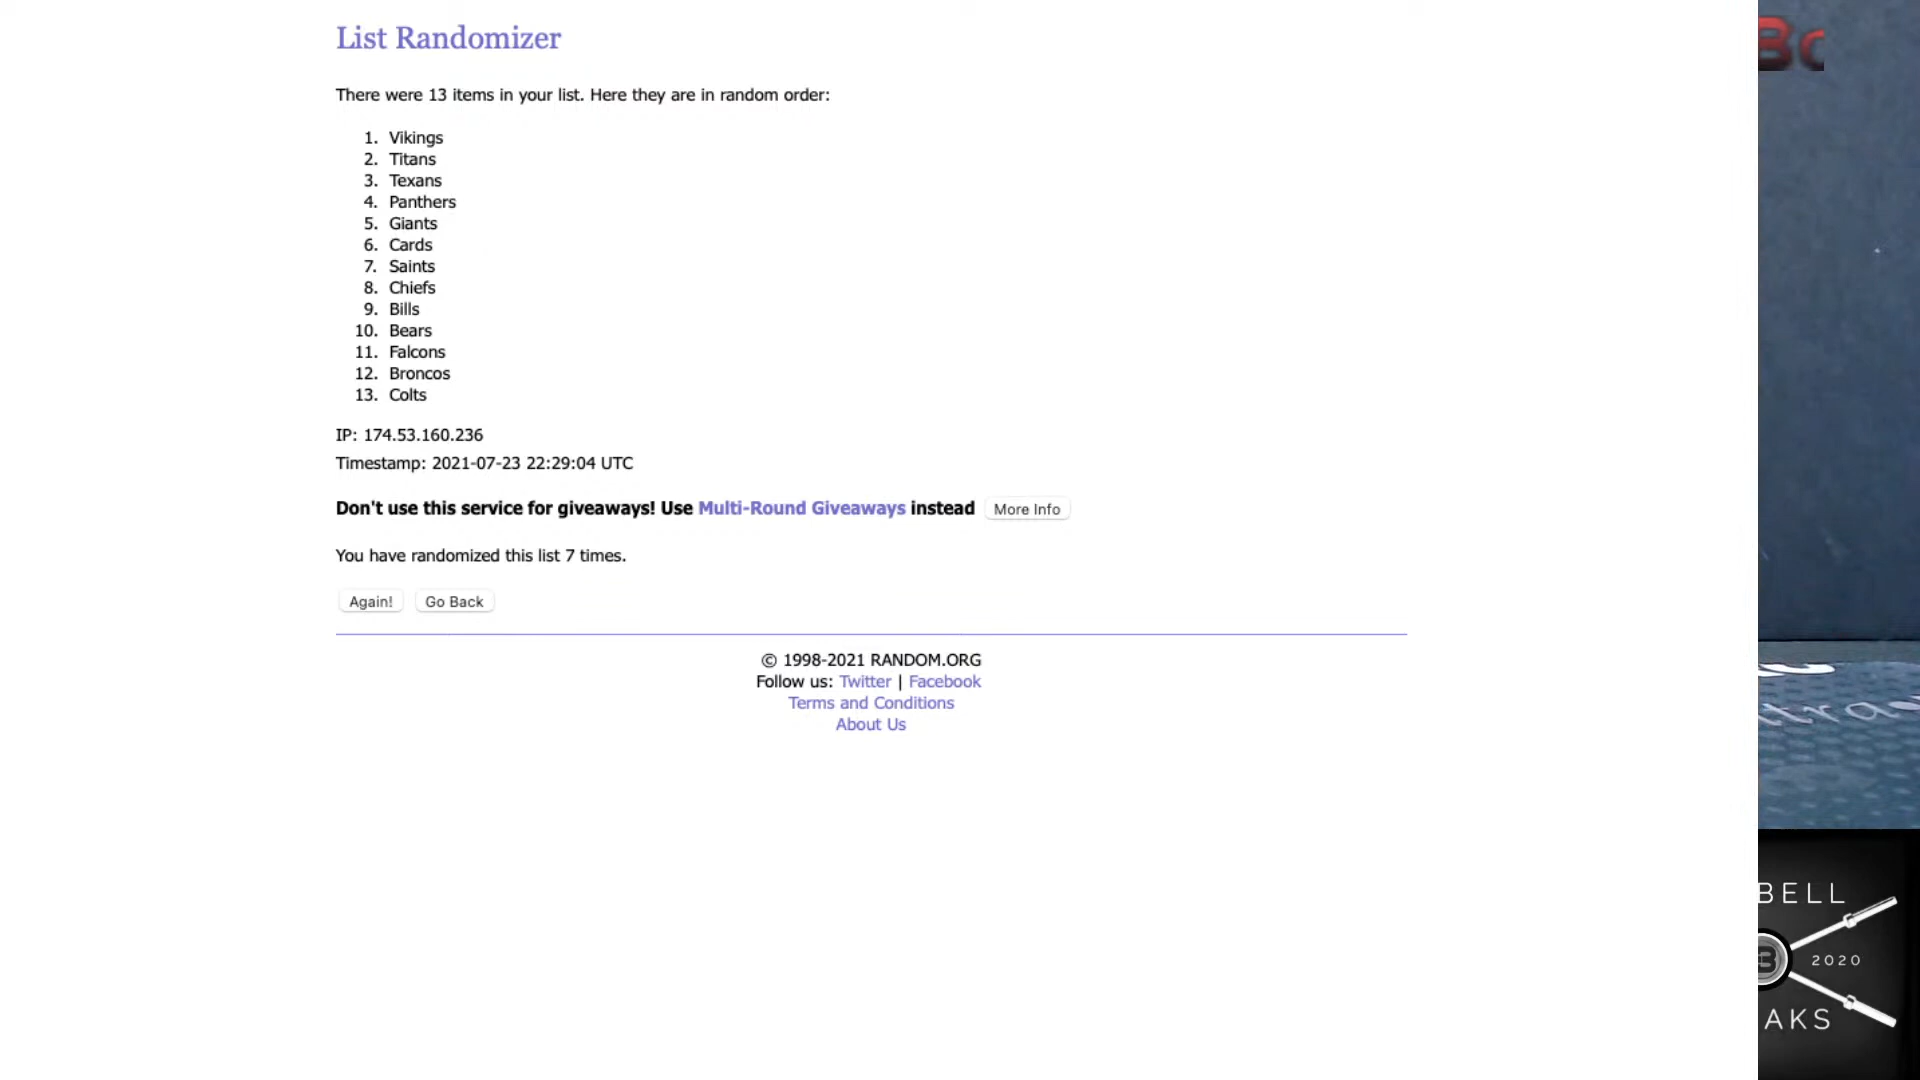 List Randomizer
There were 13 items in your list. Here they are in random order:
1. Vikings
2. Titans
3. Texans
4. Panthers
5. Giants
6. Cards
7. Saints
8. Chiefs
9. Bills
10. Bears
11. Falcons
12. Broncos
13. Colts
IP: 174.53.160.236
Timestamp: 2021-07-23 22:29:04 UTC
Don't use this service for giveaways! Use Multi-Round Giveaways instead More Info
You have randomized this list 7 times.
Again! Go Back
© 1998-2021 RANDOM.ORG
Follow us: Twitter | Facebook
Terms and Conditions
About Us
BELL
2020
AKS